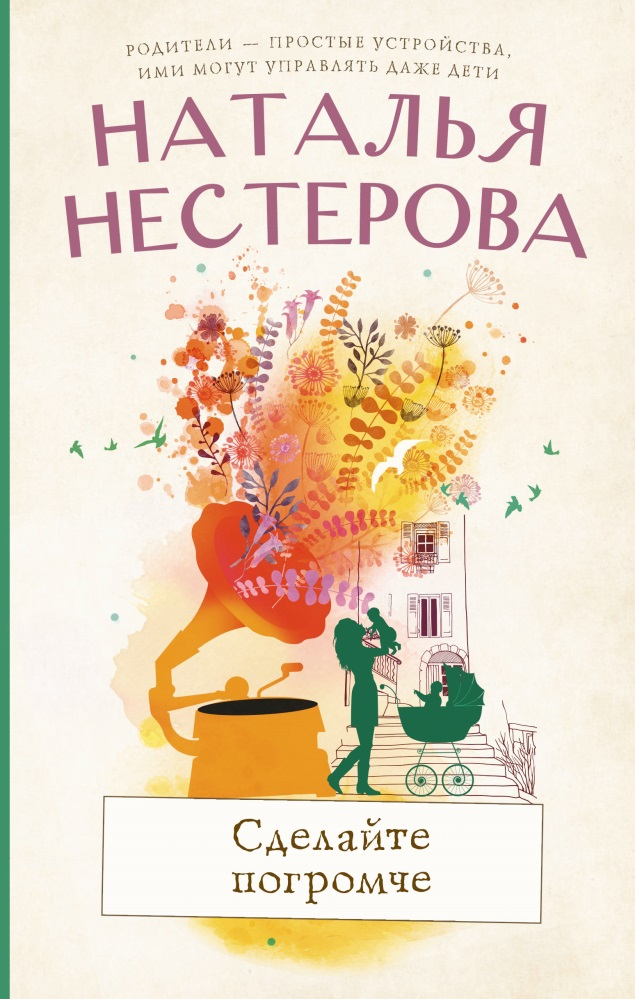 РОДИТЕЛИ — ПРОСТЫЕ УСТРОЙСТВА,
ИМИ МОГУТ УПРАВЛЯТЬ ДАЖЕ ДЕТИ
НАТАЛЬЯ
НЕСТЕРОВА
Сделайте
погромче